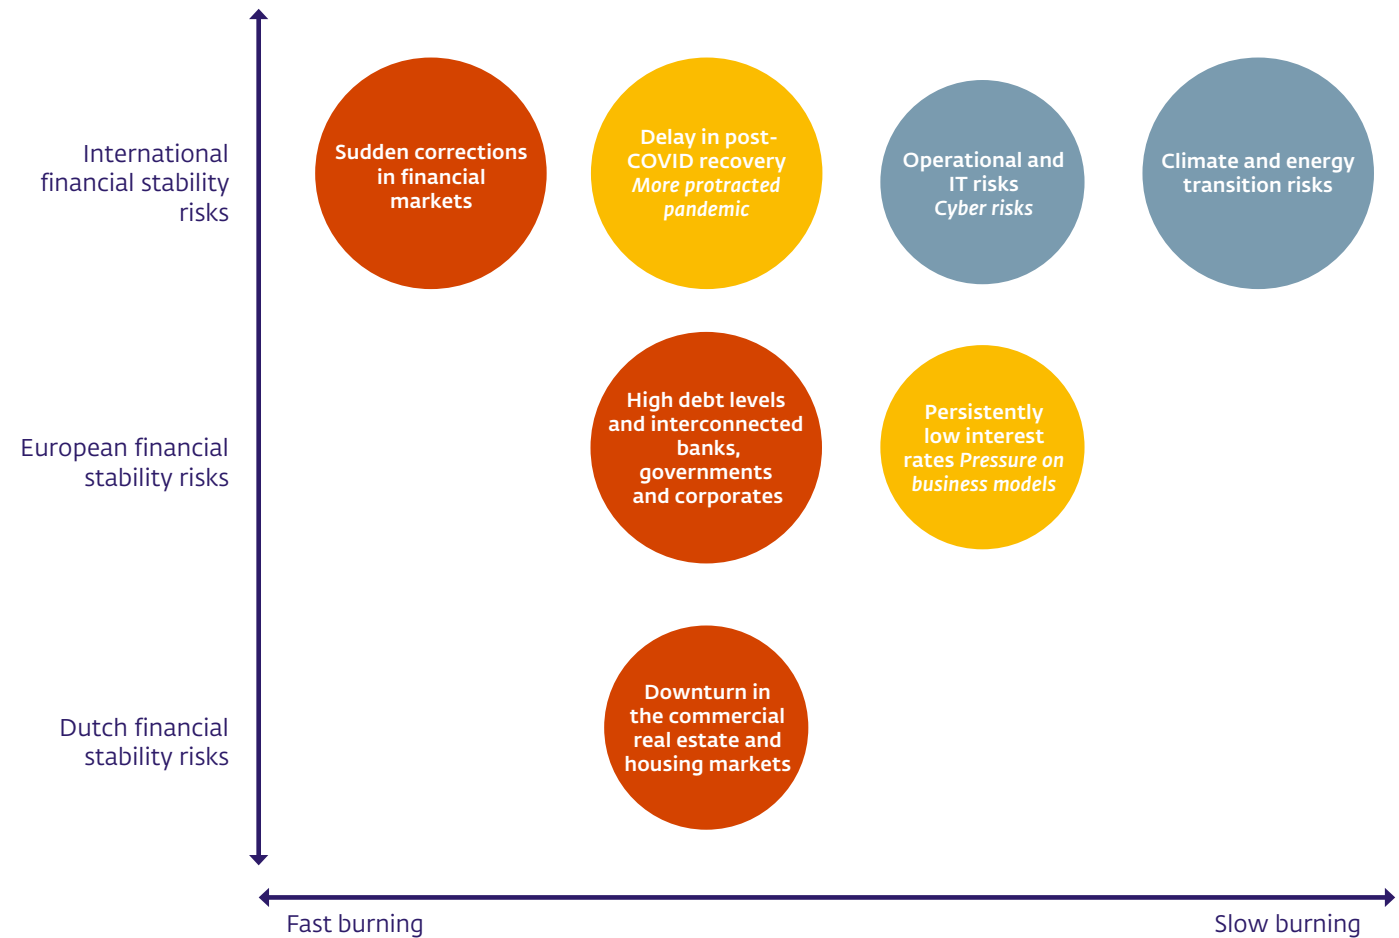 International
financial stability
risks
Sudden corrections
in financial
markets
Delay in post-
COVID recovery
More protracted
pandemic
Operational and
IT risks
Cyber risks
Climate and energy
transition risks
European financial
stability risks
High debt levels
and interconnected
banks,
governments
and corporates
Persistently
low interest
rates Pressure on
business models
Dutch financial
stability risks
Downturn in
the commercial
real estate and
housing markets
Fast burning
Slow burning